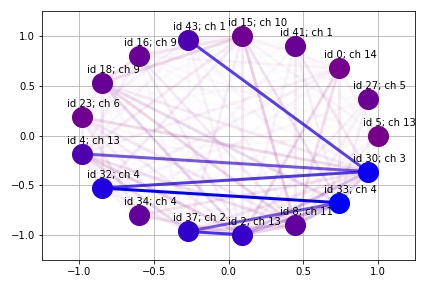 id 43; ch 1
id 15; ch 10
id 41; ch 1
id 16; ch 9
id 0; ch 14
id 18; ch 9
id 27; ch 5
id 23; ch 6
id 5; ch 13
id 4; ch 13
id 30; ch 3
id 32; ch 4
id 33; ch 4
id 34; ch 4
id 37; ch 2
id 2; ch 13
id 8; ch 11
1.0
0.5
0.0
−0.5
−1.0
−1.0
−0.5
0.0
0.5
1.0